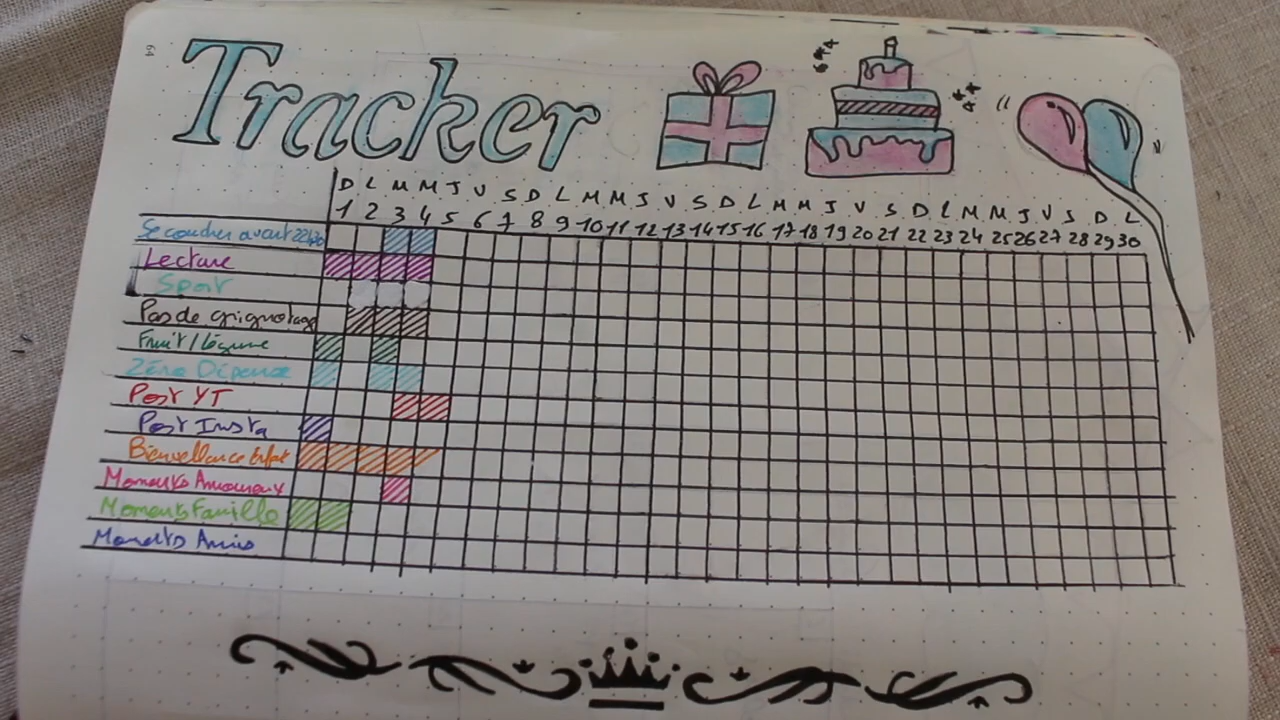 64
Tracker
D L M M J V S D L M M J V S D L M M J V S D L M M J V S D L
1 2 3 4 5 6 7 8 9 10 11 12 13 14 15 16 17 18 19 20 21 22 23 24 25 26 27 28 29 30
Se coucher avant 22h30
Lecture
Sport
Pas de grignotage
Fruit/légume
Zéro Dépense
Post YT
Post Insta
Bienveillance
Moments Amoureux
Moments Famille
Moments Amis